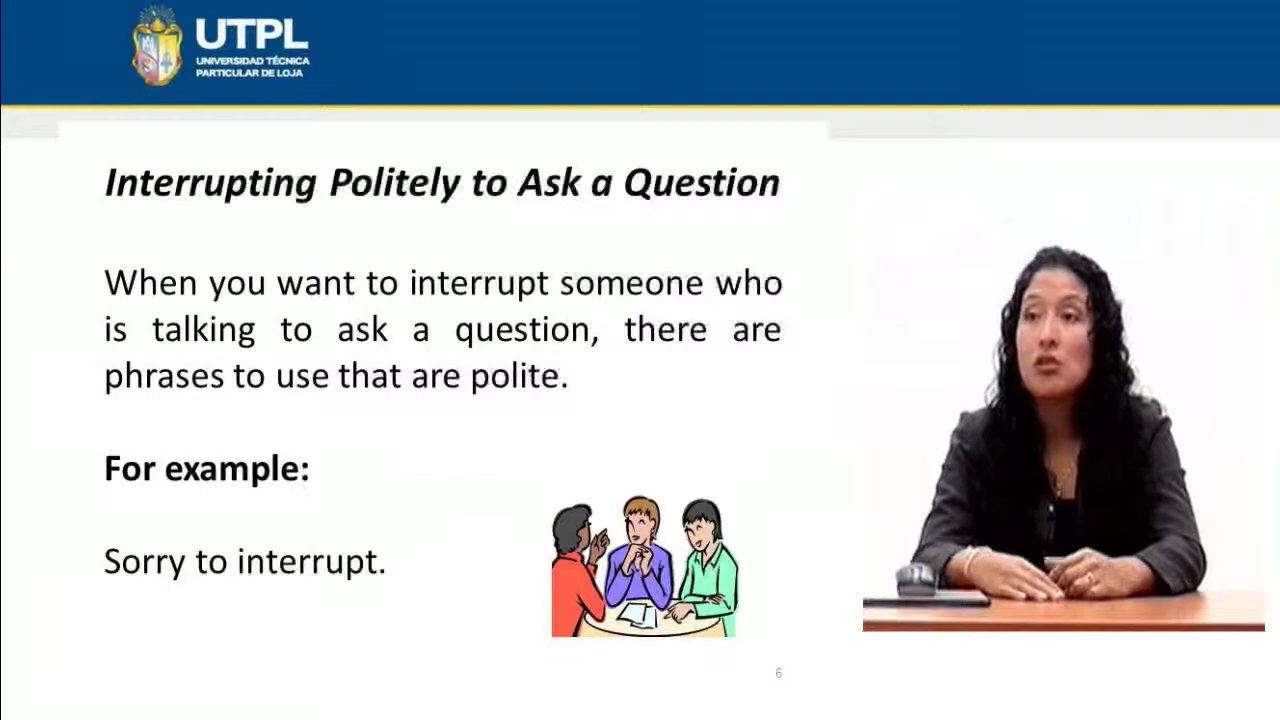 UTPL
UNIVERSIDAD TÉCNICA
PARTICULAR DE LOJA
Interrupting Politely to Ask a Question
When you want to interrupt someone who
is talking to ask a question, there are
phrases to use that are polite.
For example:
Sorry to interrupt.
6